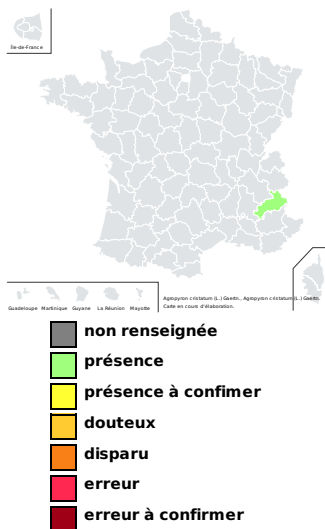 Île-de-France
Guadeloupe Martinique Guyane La Réunion Mayotte
Agropyron cristatum (L.) Gaertn., Agropyron cristatum (L.) Gaertn.
Carte en cours d'élaboration.
non renseignée
présence
présence à confimer
douteux
disparu
erreur
erreur à confirmer